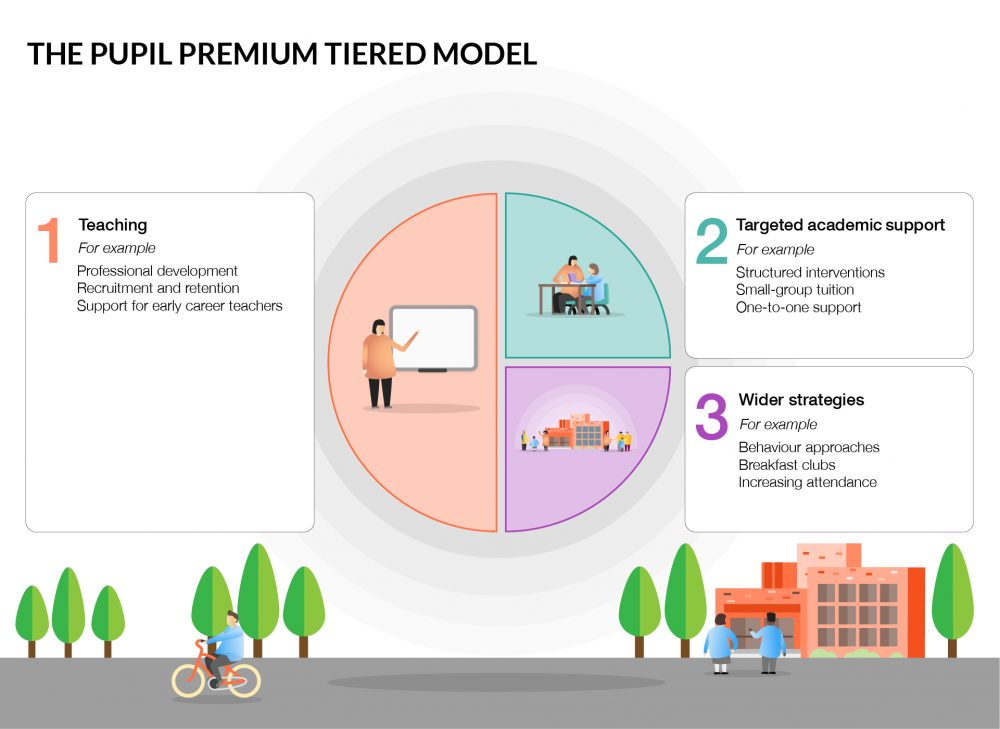 THE PUPIL PREMIUM TIERED MODEL
1
Teaching
For example
Professional development
Recruitment and retention
Support for early career teachers
2
Targeted academic support
For example
Structured interventions
Small-group tuition
One-to-one support
3
Wider strategies
For example
Behaviour approaches
Breakfast clubs
Increasing attendance